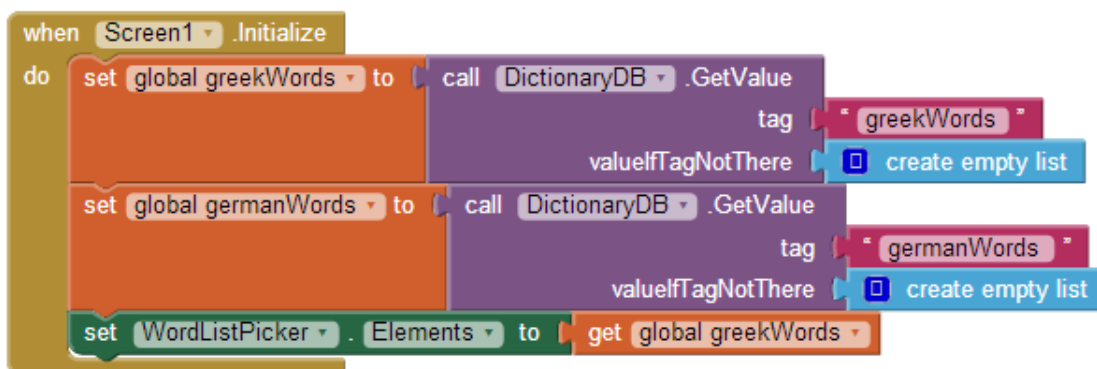 when Screen1 .Initialize
do set global greekWords to call DictionaryDB .GetValue
tag " greekWords "
valueIfTagNotThere create empty list
set global germanWords to call DictionaryDB .GetValue
tag " germanWords "
valueIfTagNotThere create empty list
set WordListPicker . Elements to get global greekWords